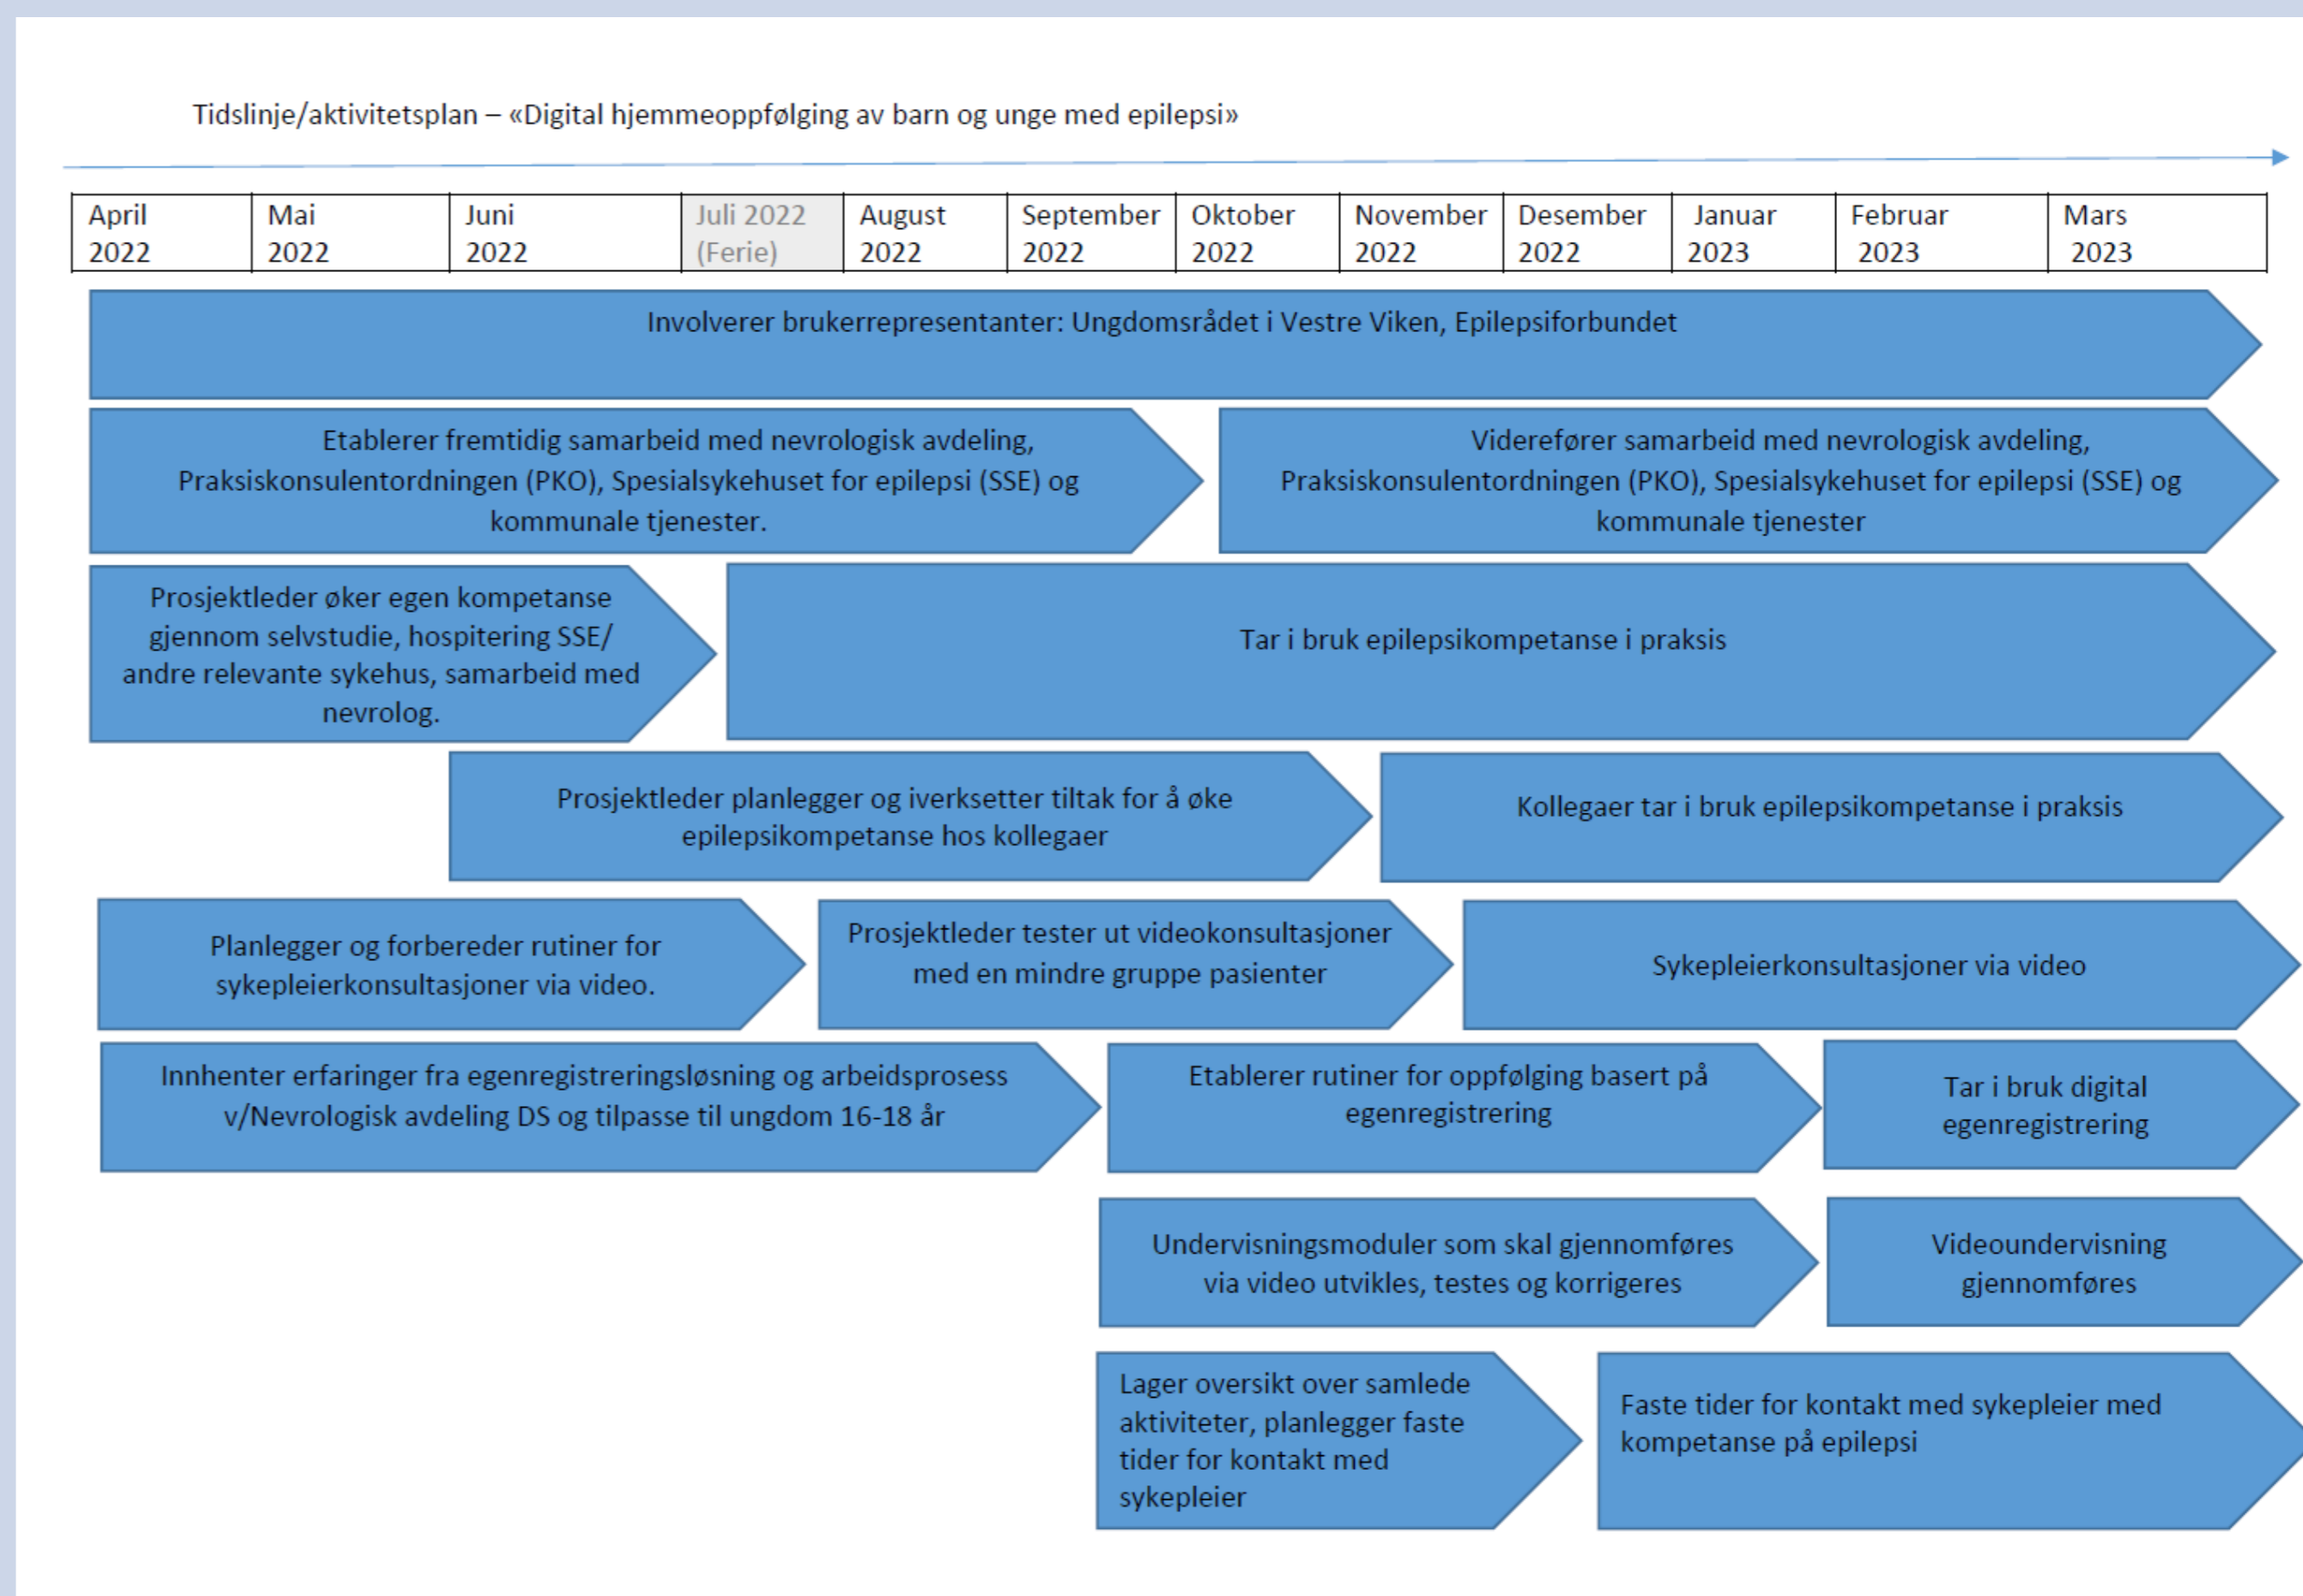 Tidslinje/aktivitetsplan – «Digital hjemmeoppfølging av barn og unge med epilepsi»
April
2022
Mai
2022
Juni
2022
Juli 2022
(Ferie)
August
2022
September
2022
Oktober
2022
November
2022
Desember
2022
Januar
2023
Februar
2023
Mars
2023
Involverer brukerrepresentanter: Ungdomsrådet i Vestre Viken, Epilepsiforbundet
Etablerer fremtidig samarbeid med nevrologisk avdeling,
Praksiskonsulentordningen (PKO), Spesialsykehuset for epilepsi (SSE) og
kommunale tjenester.
Viderefører samarbeid med nevrologisk avdeling,
Praksiskonsulentordningen (PKO), Spesialsykehuset for epilepsi (SSE) og
kommunale tjenester
Prosjektleder øker egen kompetanse
gjennom selvstudie, hospitering SSE/
andre relevante sykehus, samarbeid med
nevrolog.
Tar i bruk epilepsikompetanse i praksis
Prosjektleder planlegger og iverksetter tiltak for å øke
epilepsikompetanse hos kollegaer
Kollegaer tar i bruk epilepsikompetanse i praksis
Planlegger og forbereder rutiner for
sykepleierkonsultasjoner via video.
Prosjektleder tester ut videokonsultasjoner
med en mindre gruppe pasienter
Sykepleierkonsultasjoner via video
Innhenter erfaringer fra egenregistreringsløsning og arbeidsprosess
v/Nevrologisk avdeling DS og tilpasse til ungdom 16-18 år
Etablerer rutiner for oppfølging basert på
egenregistrering
Tar i bruk digital
egenregistrering
Undervisningsmoduler som skal gjennomføres
via video utvikles, testes og korrigeres
Videoundervisning
gjennomføres
Lager oversikt over samlede
aktiviteter, planlegger faste
tider for kontakt med
sykepleier
Faste tider for kontakt med sykepleier med
kompetanse på epilepsi